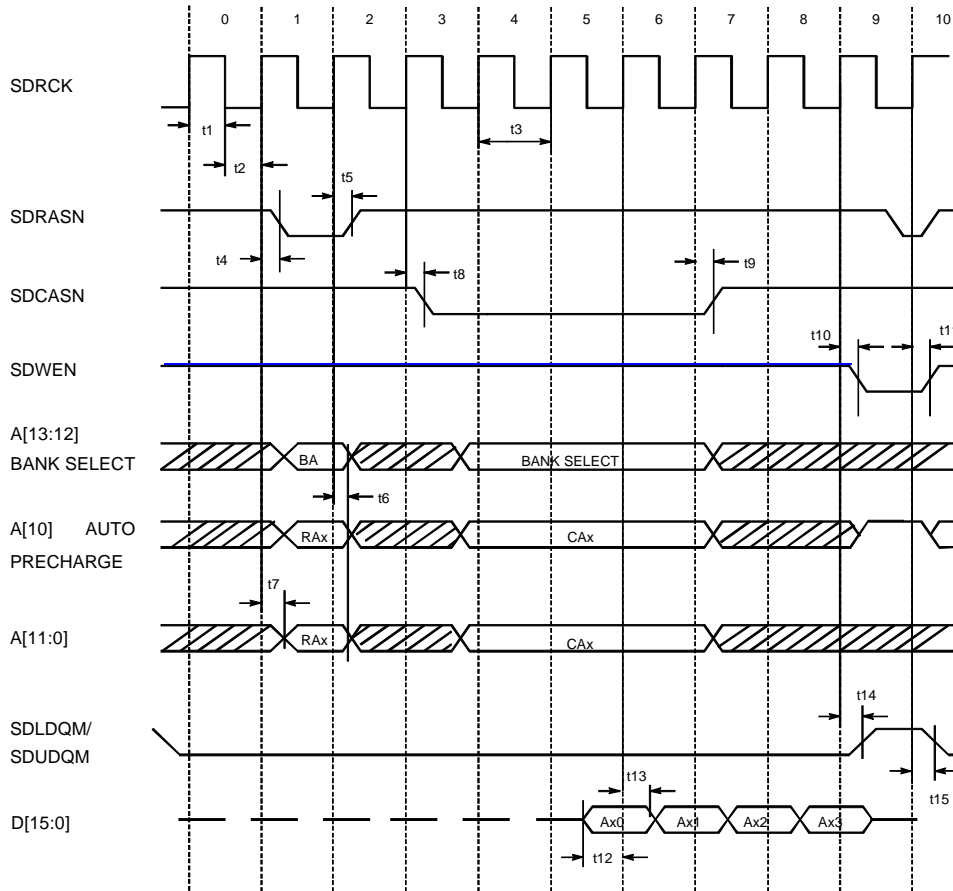 0 1 2 3 4 5 6 7 8 9 10
SDRCK
t1
t3
t2
t5
SDRASN
t4
t8
t9
SDCASN
t10
t11
SDWEN
A[13:12]
BANK SELECT
BA
BANK SELECT
t6
A[10] AUTO
PRECHARGE
RAx
CAx
t7
A[11:0]
RAx
CAx
t14
SDLDQM/
SDUDQM
t13
t15
D[15:0]
Ax0 Ax1 Ax2 Ax3
t12